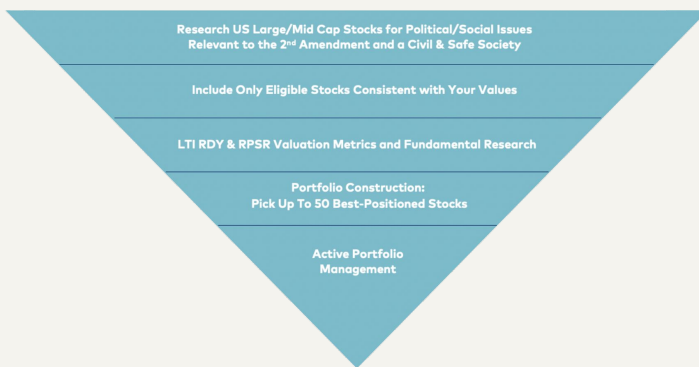 Research US Large/Mid Cap Stocks for Political/Social Issues
Relevant to the 2nd Amendment and a Civil & Safe Society
Include Only Eligible Stocks Consistent with Your Values
LTI RDY & RPSR Valuation Metrics and Fundamental Research
Portfolio Construction:
Pick Up To 50 Best-Positioned Stocks
Active Portfolio
Management